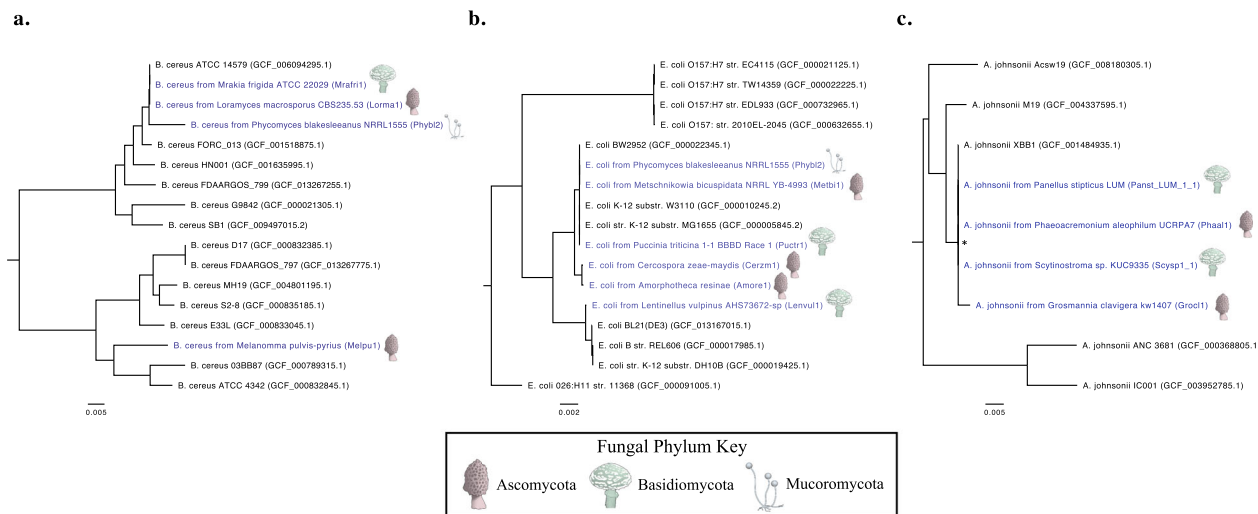 a.
B. cereus ATCC 14579 (GCF_006094295.1)
B. cereus from Mrakia frigida ATCC 22029 (Mrafri1)
B. cereus from Loramyces macrosporus CBS235.53 (Lorma1)
B. cereus from Phycomyces blakesleeanus NRRL1555 (Phybl2)
B. cereus FORC_013 (GCF_001518875.1)
B. cereus HN001 (GCF_001635995.1)
B. cereus FDAARGOS_799 (GCF_013267255.1)
B. cereus G9842 (GCF_000021305.1)
B. cereus SB1 (GCF_009497015.2)
B. cereus D17 (GCF_000832385.1)
B. cereus FDAARGOS_797 (GCF_013267775.1)
B. cereus MH19 (GCF_004801195.1)
B. cereus S2-8 (GCF_000835185.1)
B. cereus E33L (GCF_000833045.1)
B. cereus from Melanomma pulvis-pyrius (Melpu1)
B. cereus 03BB87 (GCF_000789315.1)
B. cereus ATCC 4342 (GCF_000832845.1)
0.005
b.
E. coli O157:H7 str. EC4115 (GCF_000021125.1)
E. coli O157:H7 str. TW14359 (GCF_000022225.1)
E. coli O157:H7 str. EDL933 (GCF_000732965.1)
E. coli O157: str. 2010EL-2045 (GCF_000632655.1)
E. coli BW2952 (GCF_000022345.1)
E. coli from Phycomyces blakesleeanus NRRL1555 (Phybl2)
E. coli from Metschnikowia bicuspidata NRRL YB-4993 (Metbi1)
E. coli K-12 substr. W3110 (GCF_000010245.2)
E. coli str. K-12 substr. MG1655 (GCF_000005845.2)
E. coli from Puccinia triticina 1-1 BBBD Race 1 (Puctr1)
E. coli from Cercospora zeae-maydis (Cerzm1)
E. coli from Amorphotheca resinae (Amore1)
E. coli from Lentinellus vulpinus AHS73672-sp (Lenvul1)
E. coli BL21(DE3) (GCF_013167015.1)
E. coli B str. REL606 (GCF_000017985.1)
E. coli str. K-12 substr. DH10B (GCF_000019425.1)
E. coli 026:H11 str. 11368 (GCF_000091005.1)
0.002
c.
A. johnsonii Acsw19 (GCF_008180305.1)
A. johnsonii M19 (GCF_004337595.1)
A. johnsonii XBB1 (GCF_001484935.1)
A. johnsonii from Panellus stipticus LUM (Panst_LUM_1_1)
A. johnsonii from Phaeoacremonium aleophilum UCRPA7 (Phaal1)
*
A. johnsonii from Scytinostroma sp. KUC9335 (Scysp1_1)
A. johnsonii from Grosmannia clavigera kw1407 (Grocl1)
A. johnsonii ANC 3681 (GCF_000368805.1)
A. johnsonii IC001 (GCF_003952785.1)
0.005
Fungal Phylum Key
Ascomycota Basidiomycota Mucoromycota